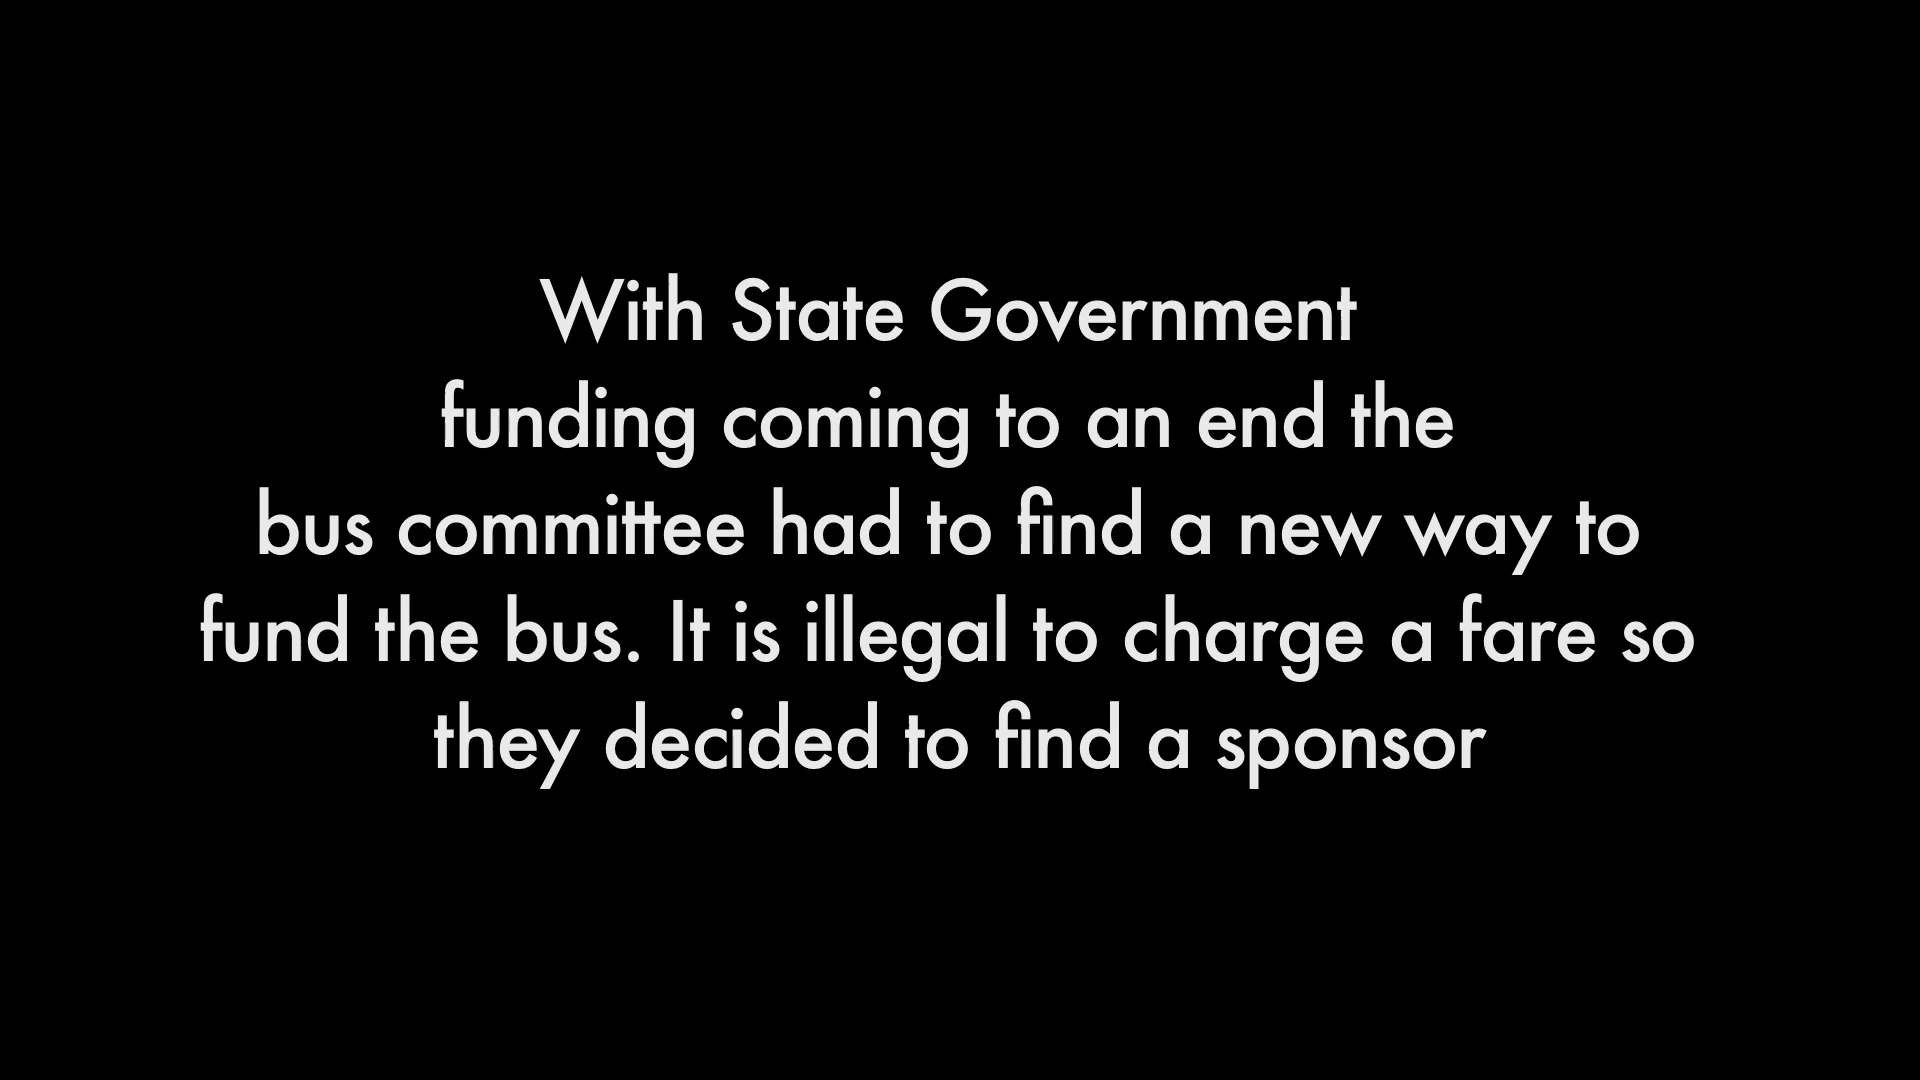 With State Government
funding coming to an end the
bus committee had to find a new way to
fund the bus. It is illegal to charge a fare so
they decided to find a sponsor